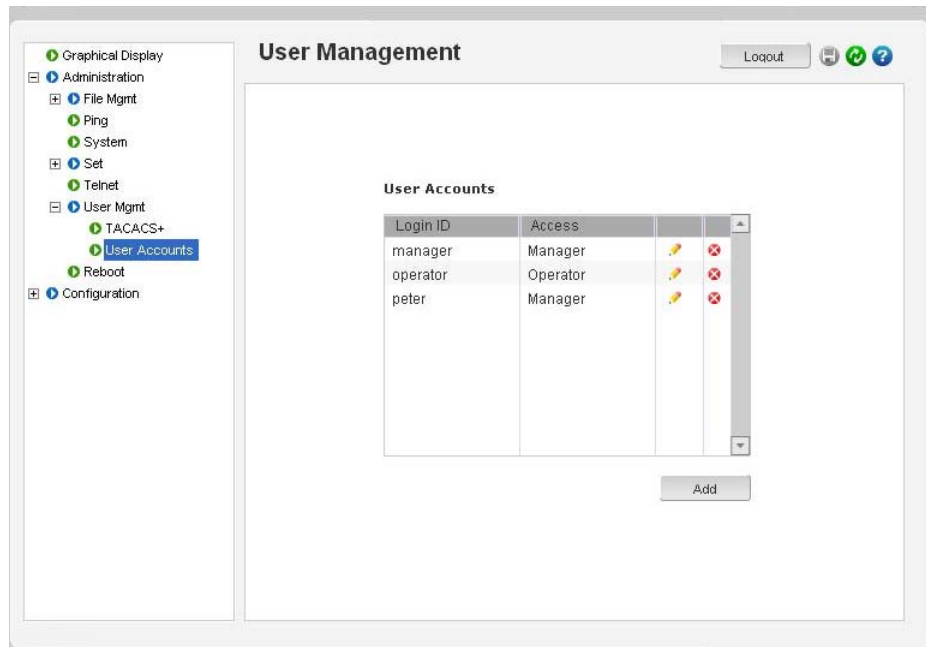 User Management
Logout
Graphical Display
Administration
File Mgmt
Ping
System
Set
Telnet
User Mgmt
TACACS+
User Accounts
Reboot
Configuration
User Accounts
Login ID Access
manager Manager
operator Operator
peter Manager
Add